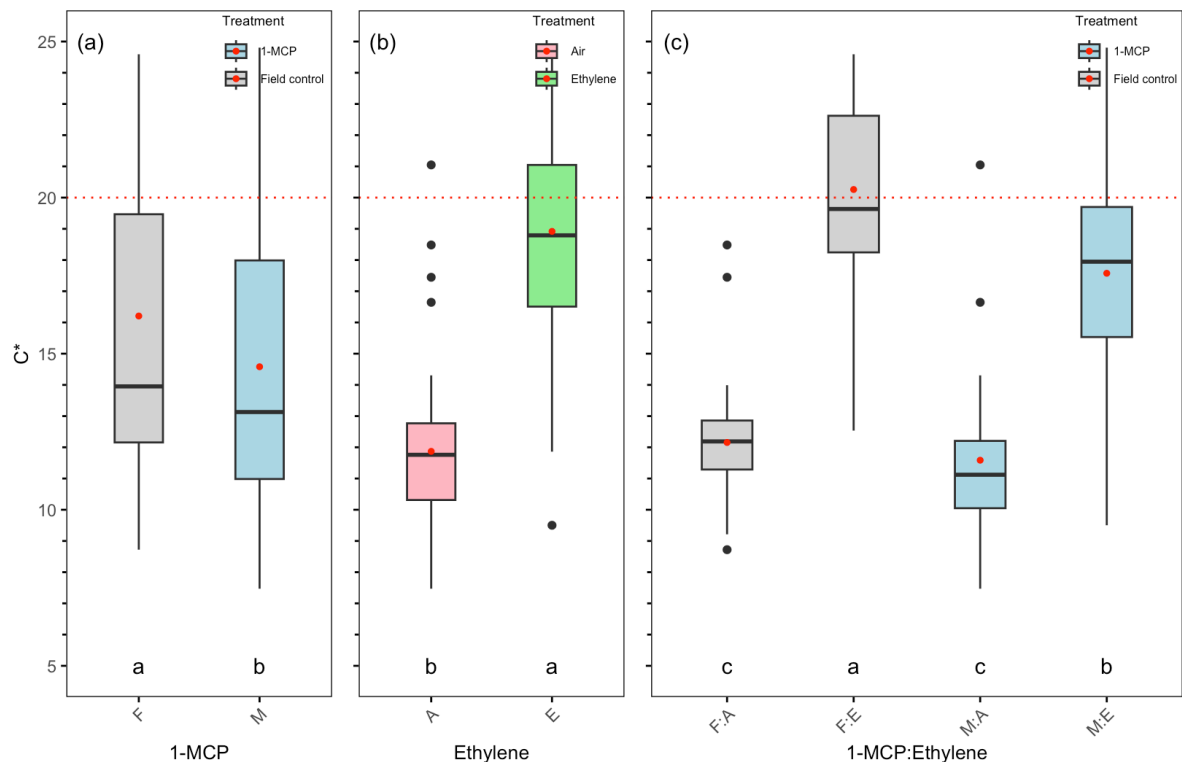 (a)
Treatment
1-MCP
Field control
(b)
Treatment
Air
Ethylene
(c)
Treatment
1-MCP
Field control
25
20
15
10
5
C*
a
b
b
a
c
a
c
b
F
M
A
E
F:A
F:E
M:A
M:E
1-MCP
Ethylene
1-MCP:Ethylene